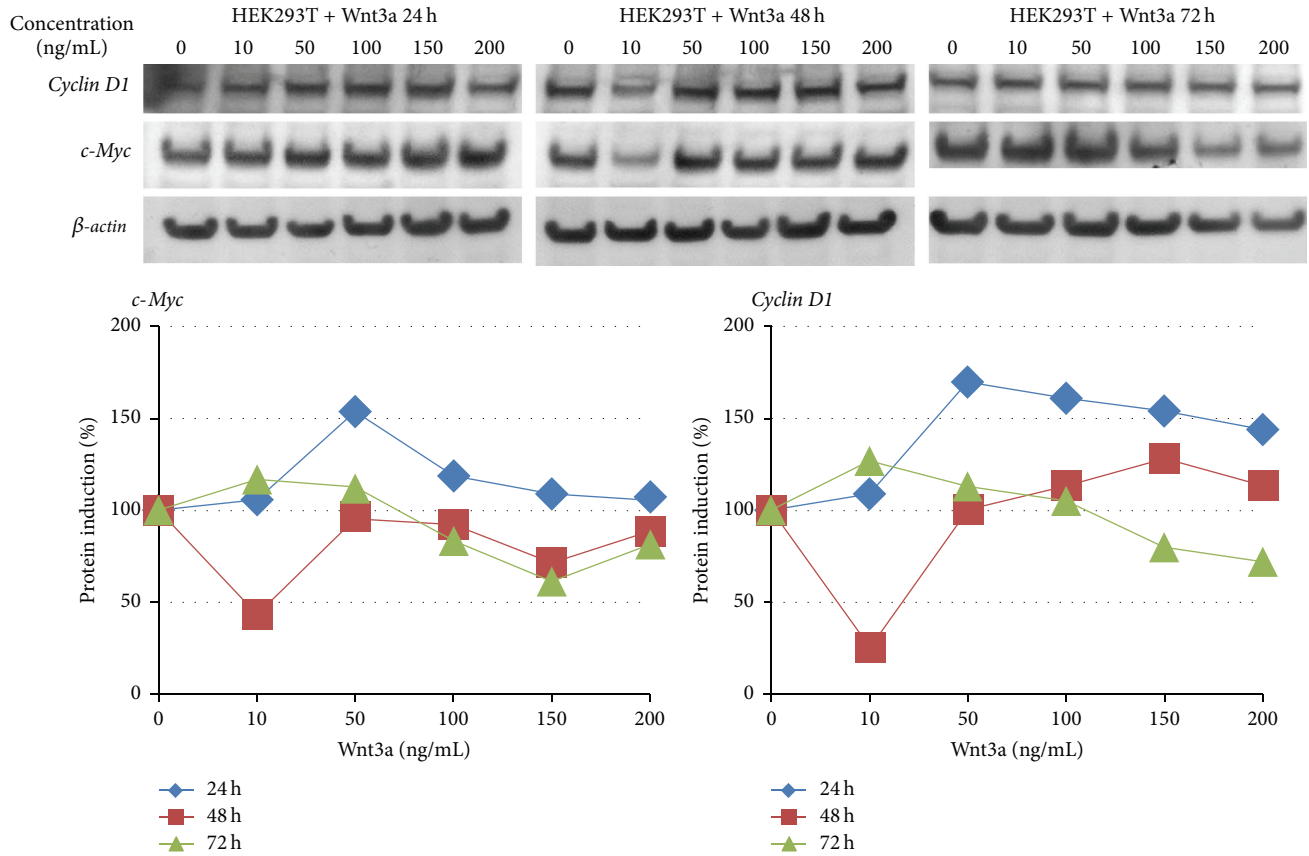 Concentration (ng/mL)
HEK293T + Wnt3a 24 h
0 10 50 100 150 200
HEK293T + Wnt3a 48 h
0 10 50 100 150 200
HEK293T + Wnt3a 72 h
0 10 50 100 150 200
Cyclin D1
c-Myc
β-actin
c-Myc
Protein induction (%)
200
150
100
50
0
0 10 50 100 150 200
Wnt3a (ng/mL)
24 h
48 h
72 h
Cyclin D1
Protein induction (%)
200
150
100
50
0
0 10 50 100 150 200
Wnt3a (ng/mL)
24 h
48 h
72 h